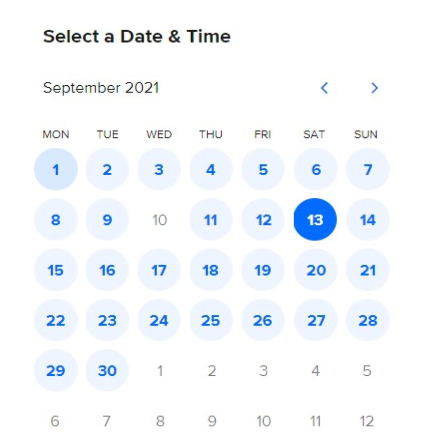 Select a Date & Time
September 2021
MON TUE WED THU FRI SAT SUN
1 2 3 4 5 6 7
8 9 10 11 12 13 14
15 16 17 18 19 20 21
22 23 24 25 26 27 28
29 30 1 2 3 4 5
6 7 8 9 10 11 12